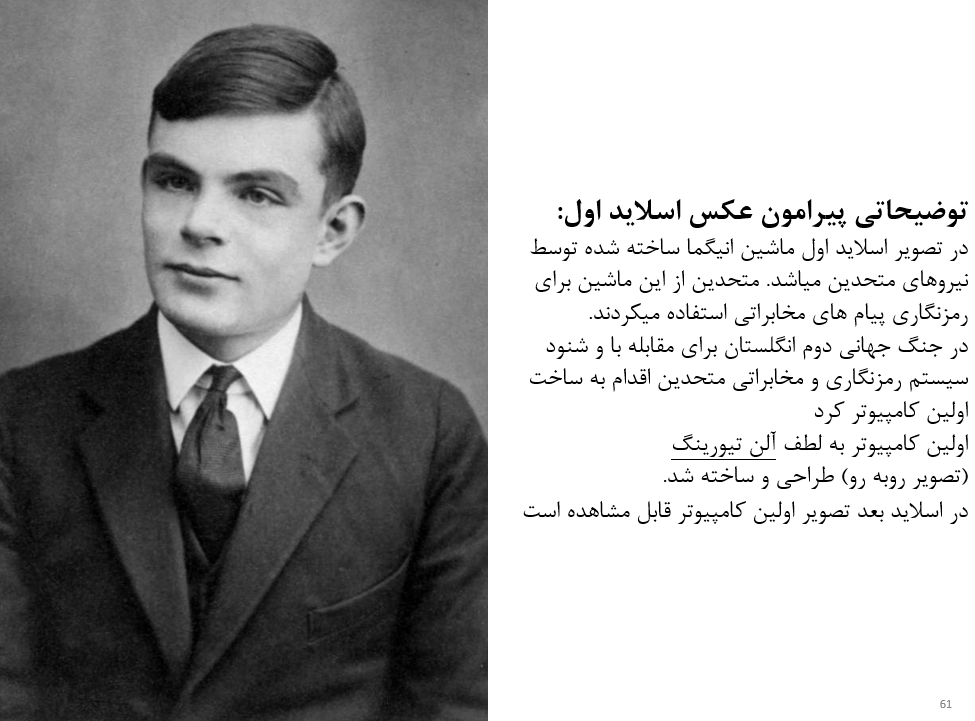 توضیحاتی پیرامون عکس اسلاید اول:
در تصویر اسلاید اول ماشین انیگما ساخته شده توسط
نیروهای متحدین میاشد. متحدین از این ماشین برای
رمزنگاری پیام های مخابراتی استفاده میکردند.
در جنگ جهانی دوم انگلستان برای مقابله با و شنود
سیستم رمزنگاری و مخابراتی متحدین اقدام به ساخت
اولین کامپیوتر کرد
اولین کامپیوتر به لطف آلن تیورینگ
(تصویر روبه رو) طراحی و ساخته شد.
در اسلاید بعد تصویر اولین کامپیوتر قابل مشاهده است
61